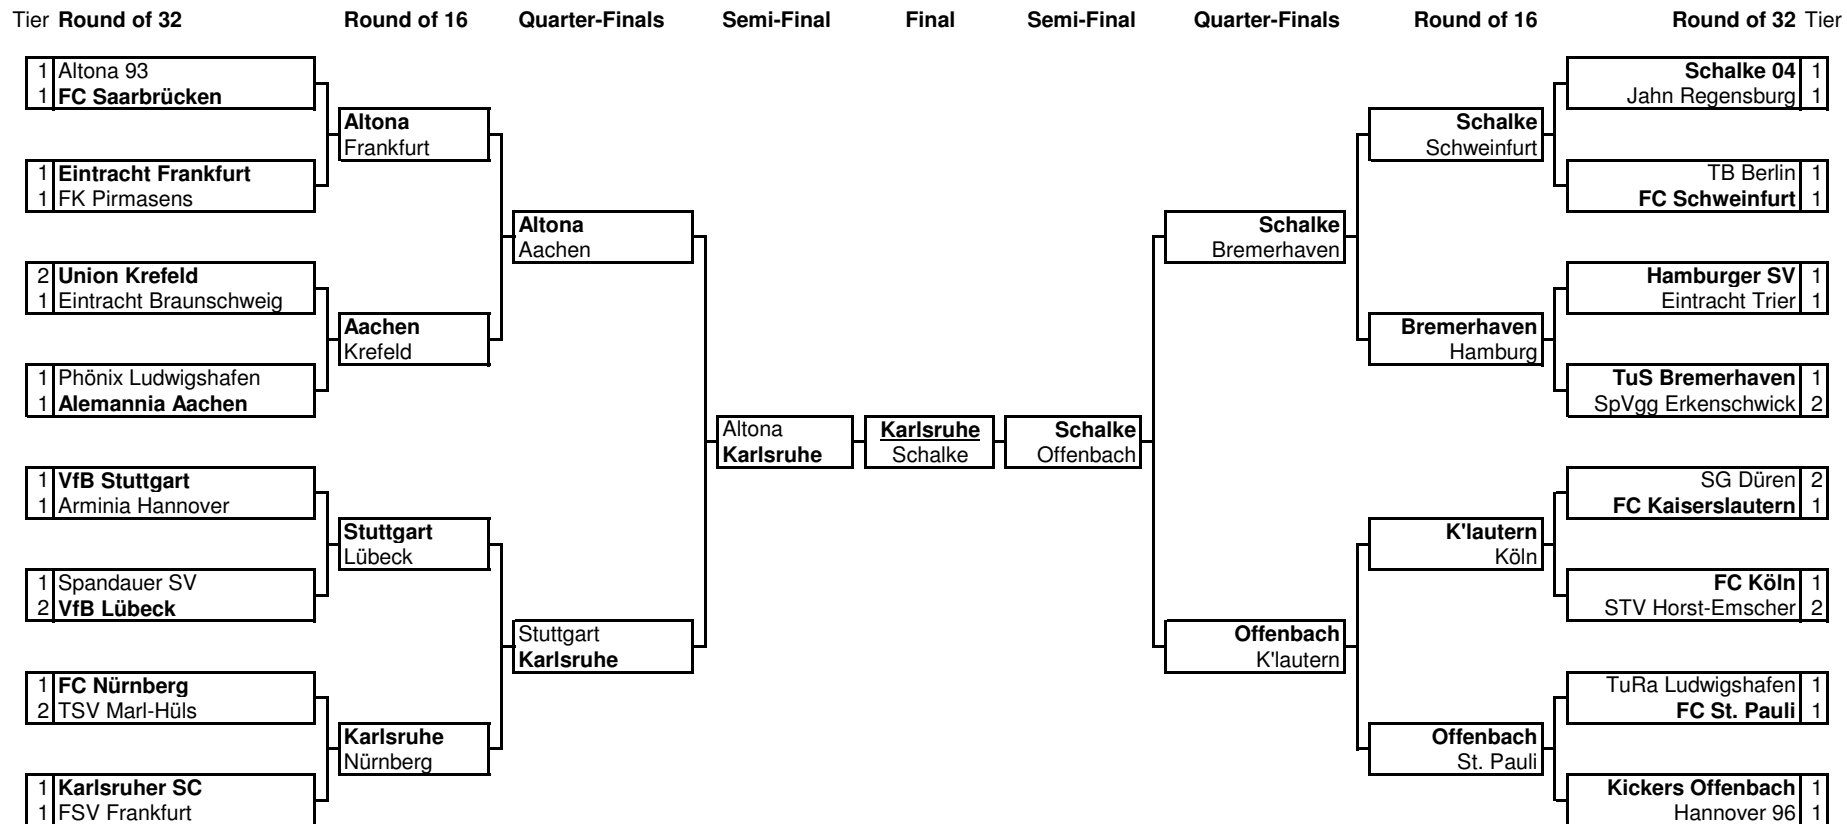 Tier Round of 32 Round of 16 Quarter-Finals Semi-Final Final Semi-Final Quarter-Finals Round of 16 Round of 32 Tier
1 Altona 93
1 FC Saarbrücken
1 Eintracht Frankfurt
1 FK Pirmasens
2 Union Krefeld
1 Eintracht Braunschweig
1 Phönix Ludwigshafen
1 Alemannia Aachen
1 VfB Stuttgart
1 Arminia Hannover
1 Spandauer SV
2 VfB Lübeck
1 FC Nürnberg
2 TSV Marl-Hüls
1 Karlsruher SC
1 FSV Frankfurt
Altona
Frankfurt
Aachen
Krefeld
Stuttgart
Lübeck
Karlsruhe
Nürnberg
Altona
Aachen
Stuttgart
Karlsruhe
Altona
Karlsruhe
Karlsruhe
Schalke
Schalke
Offenbach
Schalke
Bremerhaven
Offenbach
K'lautern
Schalke
Schweinfurt
Bremerhaven
Hamburg
K'lautern
Köln
Offenbach
St. Pauli
Schalke 04 1
Jahn Regensburg 1
TB Berlin 1
FC Schweinfurt 1
Hamburger SV 1
Eintracht Trier 1
TuS Bremerhaven 1
SpVgg Erkenschwick 2
SG Düren 2
FC Kaiserslautern 1
FC Köln 1
STV Horst-Emscher 2
TuRa Ludwigshafen 1
FC St. Pauli 1
Kickers Offenbach 1
Hannover 96 1